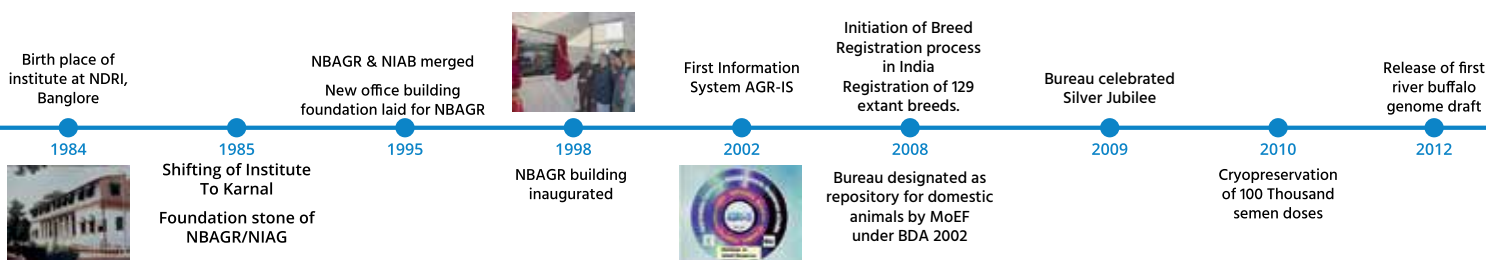 Birth place of
institute at NDRI,
Banglore
1984
1985
Shifting of Institute
To Karnal
Foundation stone of
NBAGR/NIAG
NBAGR & NIAB merged
New office building
foundation laid for NBAGR
1995
1998
NBAGR building
inaugurated
First Information
System AGR-IS
2002
Initiation of Breed
Registration process
in India
Registration of 129
extant breeds.
2008
Bureau designated as
repository for domestic
animals by MoEF
under BDA 2002
Bureau celebrated
Silver Jubilee
2009
2010
Cryopreservation
of 100 Thousand
semen doses
Release of first
river buffalo
genome draft
2012